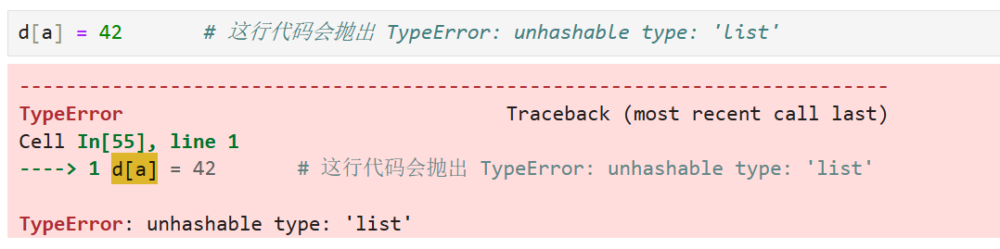 d[a] = 42       # 这行代码会抛出 TypeError: unhashable type: 'list'
---------------------------------------------------------------------------
TypeError                                 Traceback (most recent call last)
Cell In[55], line 1
----> 1 d[a] = 42       # 这行代码会抛出 TypeError: unhashable type: 'list'
TypeError: unhashable type: 'list'